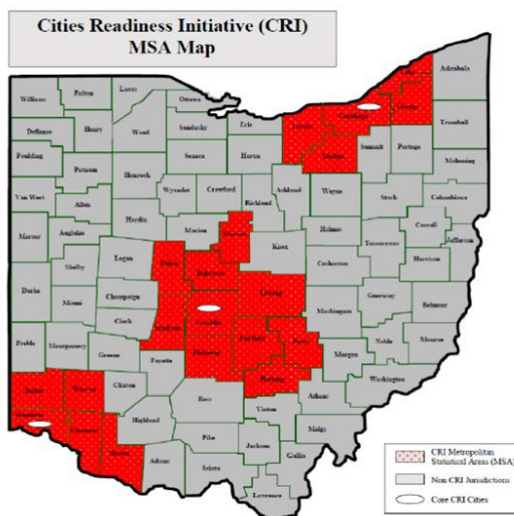 Cities Readiness Initiative (CRI)
MSA Map
Williams
Fulton
Lucas
Ottawa
Lake
Ashtabula
Defiance
Henry
Wood
Sandusky
Erie
Lorain
Cuyahoga
Geauga
Trumbull
Paulding
Putnam
Hancock
Seneca
Huron
Medina
Summit
Portage
Mahoning
Van Wert
Allen
Wyandot
Crawford
Richland
Ashland
Wayne
Stark
Columbiana
Mercer
Auglaize
Hardin
Marion
Morrow
Knox
Holmes
Tuscarawas
Carroll
Jefferson
Shelby
Logan
Union
Delaware
Licking
Coshocton
Harrison
Darke
Miami
Champaign
Clark
Madison
Franklin
Guernsey
Belmont
Preble
Montgomery
Greene
Fayette
Pickaway
Fairfield
Perry
Morgan
Noble
Monroe
Butler
Warren
Clinton
Ross
Hocking
Athens
Washington
Hamilton
Clermont
Brown
Highland
Vinton
Meigs
Adams
Pike
Jackson
Gallia
Scioto
Lawrence
CRI Metropolitan
Statistical Areas (MSA)
Non CRI Jurisdictions
Core CRI Cities